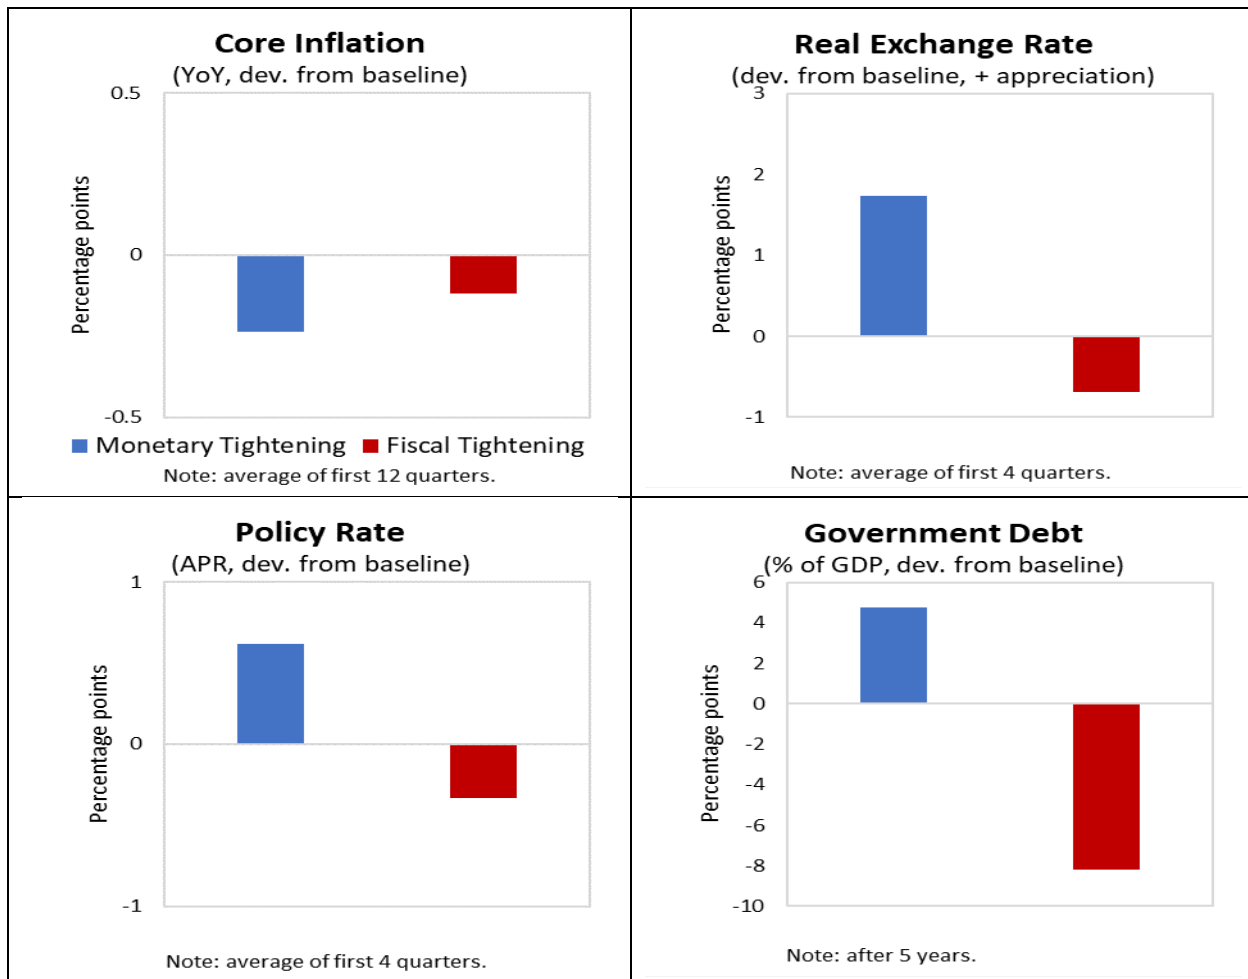 Core Inflation
(YoY, dev. from baseline)
0.5
0
-0.5
Percentage points
Monetary Tightening Fiscal Tightening
Note: average of first 12 quarters.
Real Exchange Rate
(dev. from baseline, + appreciation)
3
2
1
0
-1
Percentage points
Note: average of first 4 quarters.
Policy Rate
(APR, dev. from baseline)
1
0
-1
Percentage points
Note: average of first 4 quarters.
Government Debt
(% of GDP, dev. from baseline)
6
4
2
0
-2
-4
-6
-8
-10
Percentage points
Note: after 5 years.